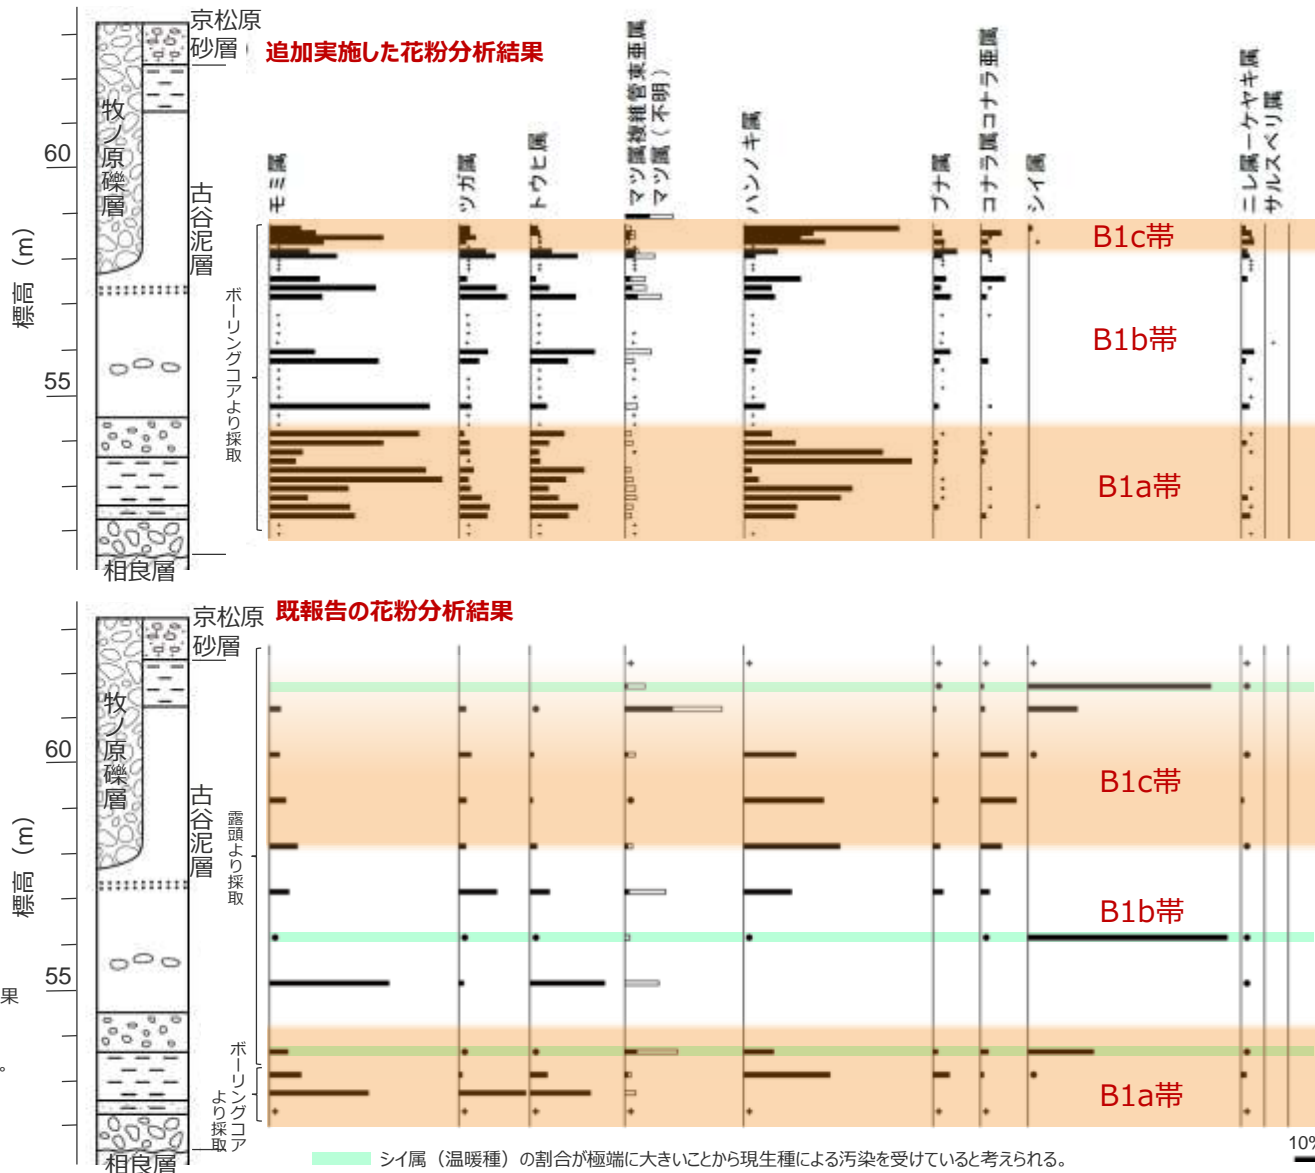 追加実施した花粉分析結果
京松原
砂層
牧ノ原礫層
古谷泥層
相良層
標高（m）
60
55
ボーリングコアより採取
モミ属
ツガ属
トウヒ属
マツ属複維管束亜属
マツ属（不明）
ハンノキ属
ブナ属
コナラ属コナラ亜属
シイ属
ニレ属ーケヤキ属
サルスベリ属
B1c帯
B1b帯
B1a帯
既報告の花粉分析結果
京松原
砂層
牧ノ原礫層
古谷泥層
相良層
標高（m）
60
55
露頭より採取
ボーリングコア
より採取
B1c帯
B1b帯
B1a帯
果
。
10%
シイ属（温暖種）の割合が極端に大きいことから現生種による汚染を受けていると考えられる。